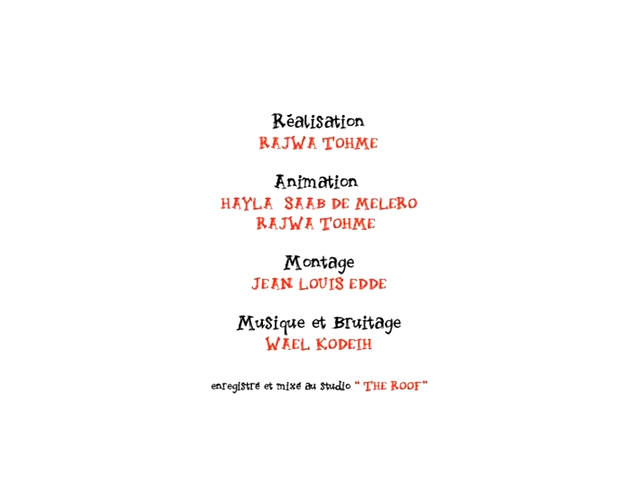 Réalisation
RAJWA TOHME
Animation
HAYLA SAAB DE MELERO
RAJWA TOHME
Montage
JEAN LOUIS EDDE
Musique et Bruitage
WAEL KODEIH
enregistré et mixé au studio " THE ROOF"